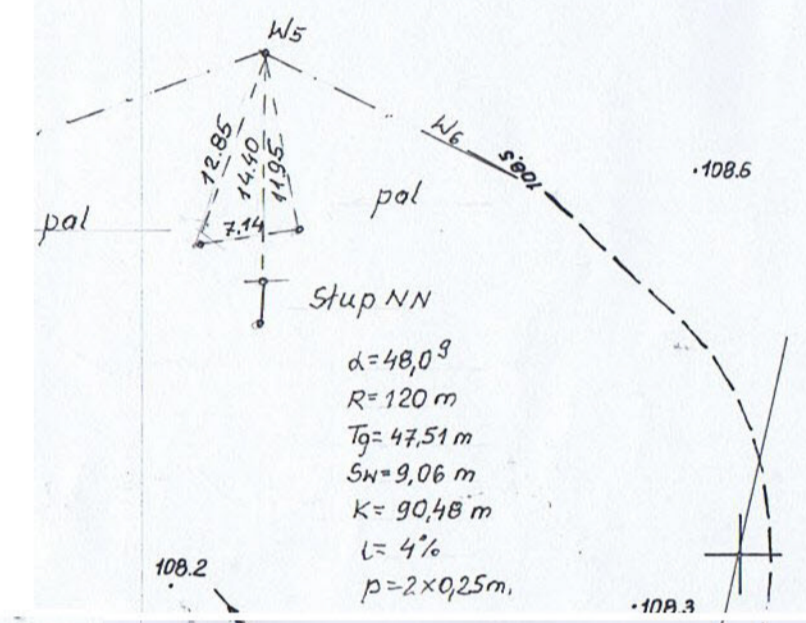 W5
12.85
14.40
11.95
7.14
pal
pal
W6
108.5
.108.6
Słup NN
α=48,0g
R=120 m
Tg=47,51 m
Sw=9,06 m
K=90,48 m
i=4%
p=2×0,25m.
108.2
.108.3